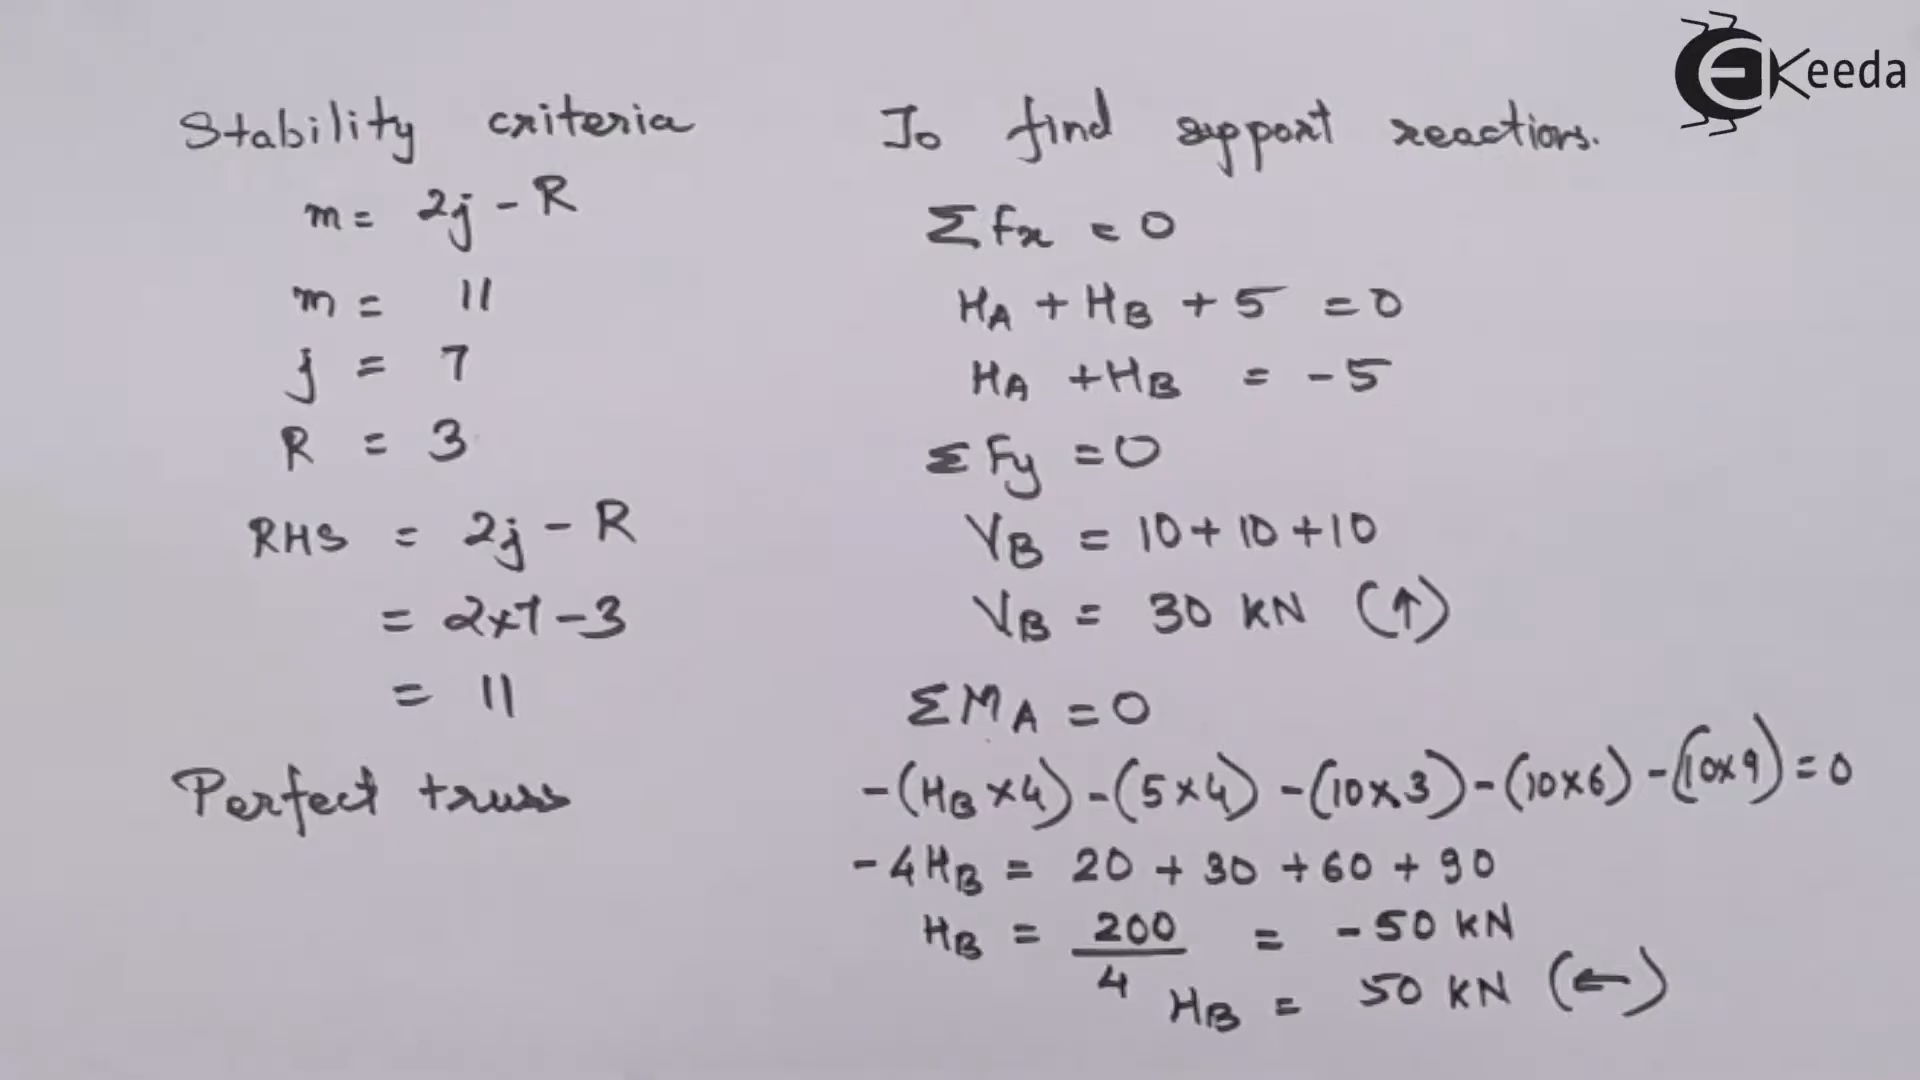 EKeeda
Stability criteria
m = 2j - R
m = 11
j = 7
R = 3
RHS = 2j - R
= 2x7 - 3
= 11
Perfect truss
To find support reactions.
ΣFx = 0
HA + HB + 5 = 0
HA + HB = - 5
ΣFy = 0
VB = 10 + 10 + 10
VB = 30 KN (↑)
ΣMA = 0
-(HB x4) -(5x4) -(10x3) -(10x6) -(10x9) = 0
-4HB = 20 + 30 + 60 + 90
HB = 200/4 = - 50 KN
HB = 50 KN (←)